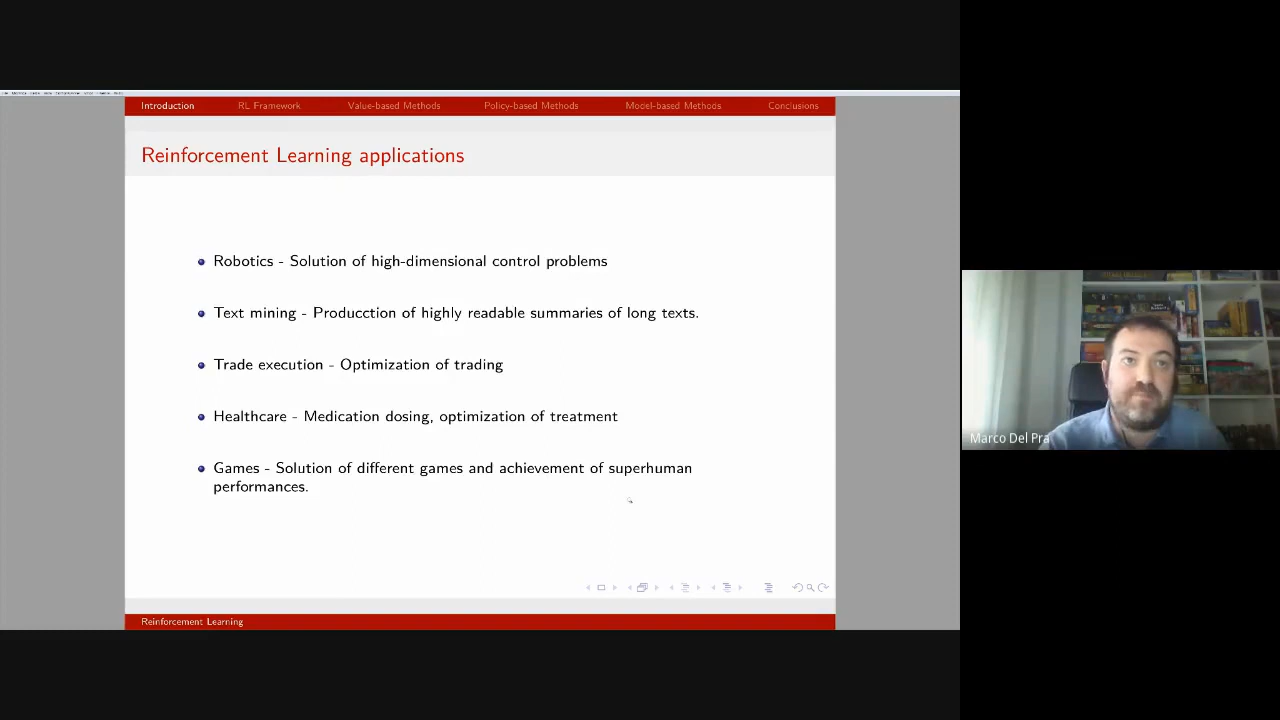 Introduction RL Framework Value-based Methods Policy-based Methods Model-based Methods Conclusions
Reinforcement Learning applications
Robotics - Solution of high-dimensional control problems
Text mining - Producction of highly readable summaries of long texts.
Trade execution - Optimization of trading
Healthcare - Medication dosing, optimization of treatment
Games - Solution of different games and achievement of superhuman
performances.
Reinforcement Learning
Marco Del Pra